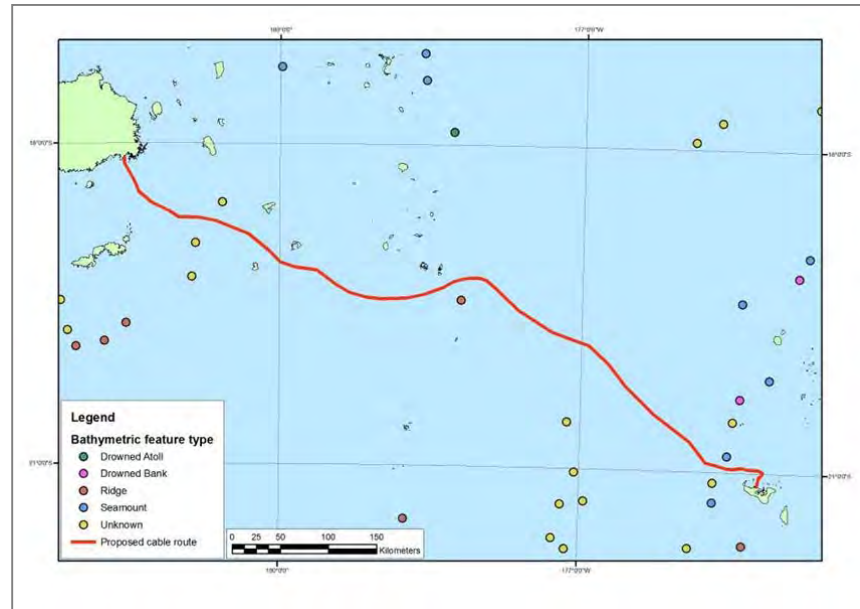 180°0'0"
177°0'0"W
18°0'0"S
18°0'0"S
21°0'0"S
21°0'0"S
Legend
Bathymetric feature type
Drowned Atoll
Drowned Bank
Ridge
Seamount
Unknown
Proposed cable route
0 25 50 100 150
Kilometers
180°0'0"
177°0'0"W